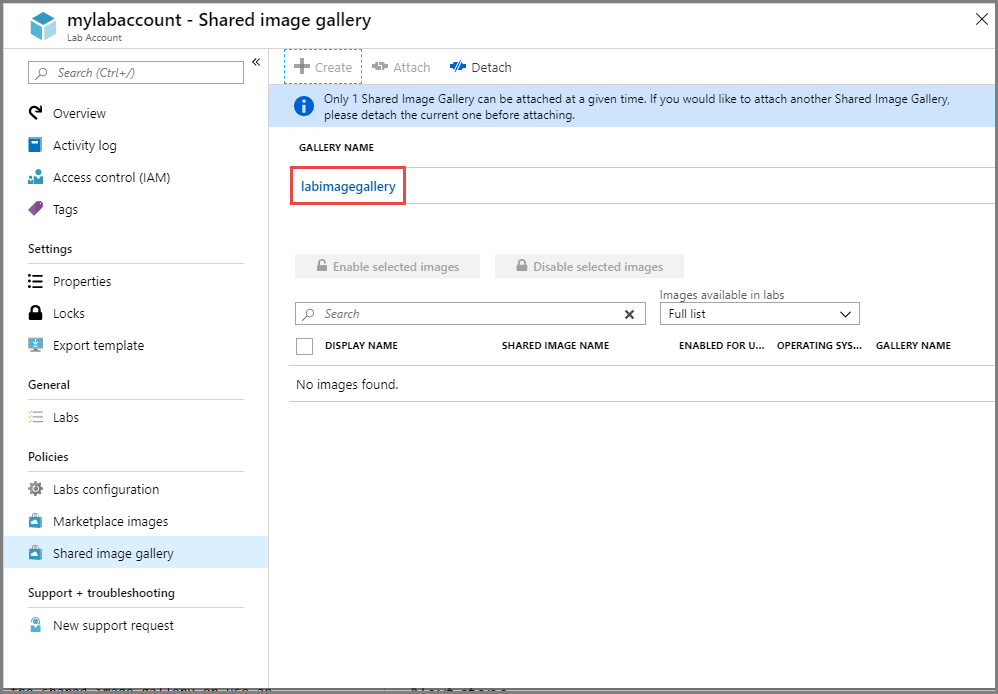 mylabaccount - Shared image gallery
Lab Account
Search (Ctrl+/)
«
Overview
Activity log
Access control (IAM)
Tags
Settings
Properties
Locks
Export template
General
Labs
Policies
Labs configuration
Marketplace images
Shared image gallery
Support + troubleshooting
New support request
Create Attach Detach
Only 1 Shared Image Gallery can be attached at a given time. If you would like to attach another Shared Image Gallery,
please detach the current one before attaching.
GALLERY NAME
labimagegallery
Enable selected images Disable selected images
Images available in labs
Search Full list
DISPLAY NAME SHARED IMAGE NAME ENABLED FOR U... OPERATING SYS... GALLERY NAME
No images found.